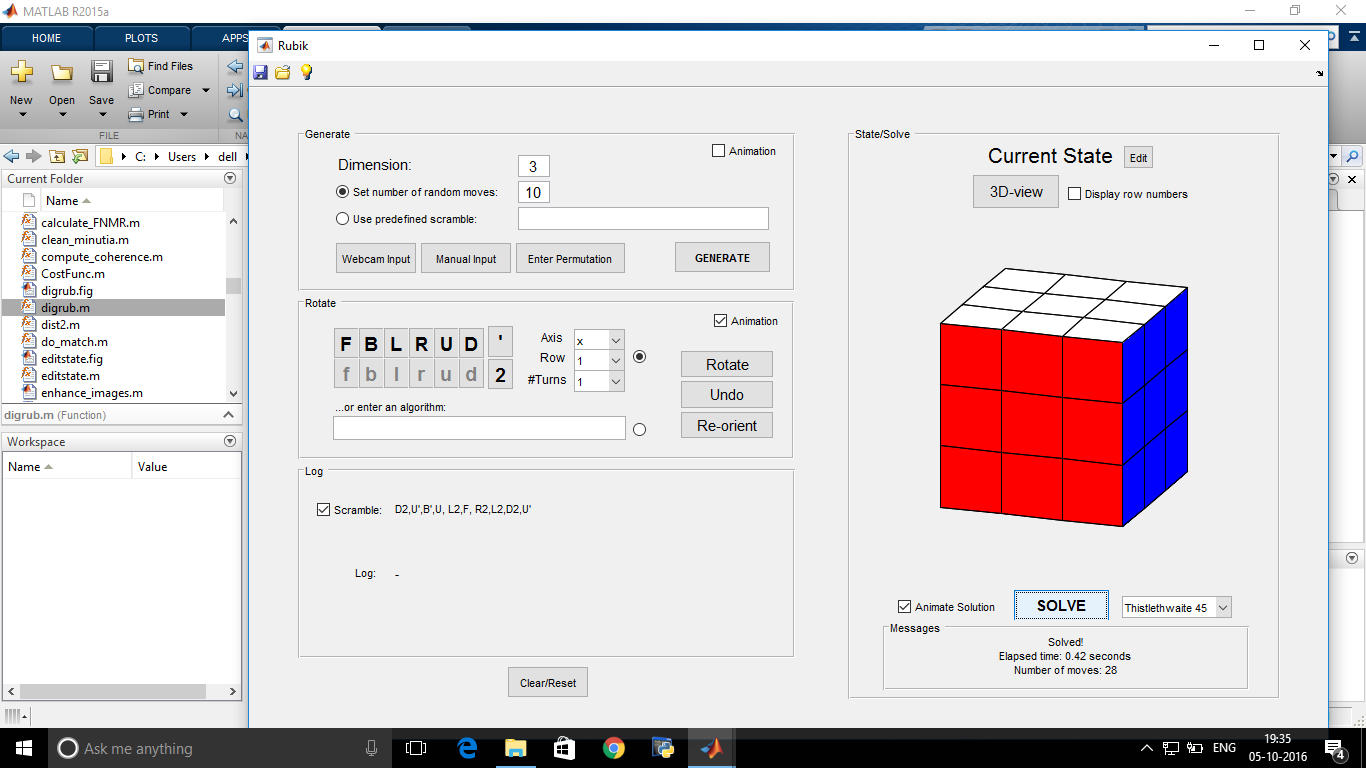 MATLAB R2015a
HOME
PLOTS
APPS
New
Open
Save
Find Files
Compare
Print
FILE
NA
C:
Users
dell
Current Folder
Name
calculate_FNMR.m
clean_minutia.m
compute_coherence.m
CostFunc.m
digrub.fig
digrub.m
dist2.m
do_match.m
editstate.fig
editstate.m
enhance_images.m
digrub.m (Function)
Workspace
Name
Value
Rubik
Generate
Animation
Dimension:
3
Set number of random moves:
10
Use predefined scramble:
Webcam Input
Manual Input
Enter Permutation
GENERATE
Rotate
Animation
F B L R U D '
f b l r u d 2
Axis
x
Row
1
#Turns
1
Rotate
Undo
Re-orient
...or enter an algorithm:
Log
Scramble:
D2,U',B',U, L2,F, R2,L2,D2,U'
Log:
-
Clear/Reset
State/Solve
Current State
Edit
3D-view
Display row numbers
Animate Solution
SOLVE
Thistlethwaite 45
Messages
Solved!
Elapsed time: 0.42 seconds
Number of moves: 28
Ask me anything
ENG
19:35
05-10-2016
4